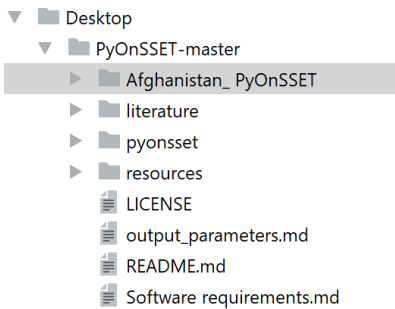 Desktop
PyOnSSET-master
Afghanistan_ PyOnSSET
literature
pyonsset
resources
LICENSE
output_parameters.md
README.md
Software requirements.md